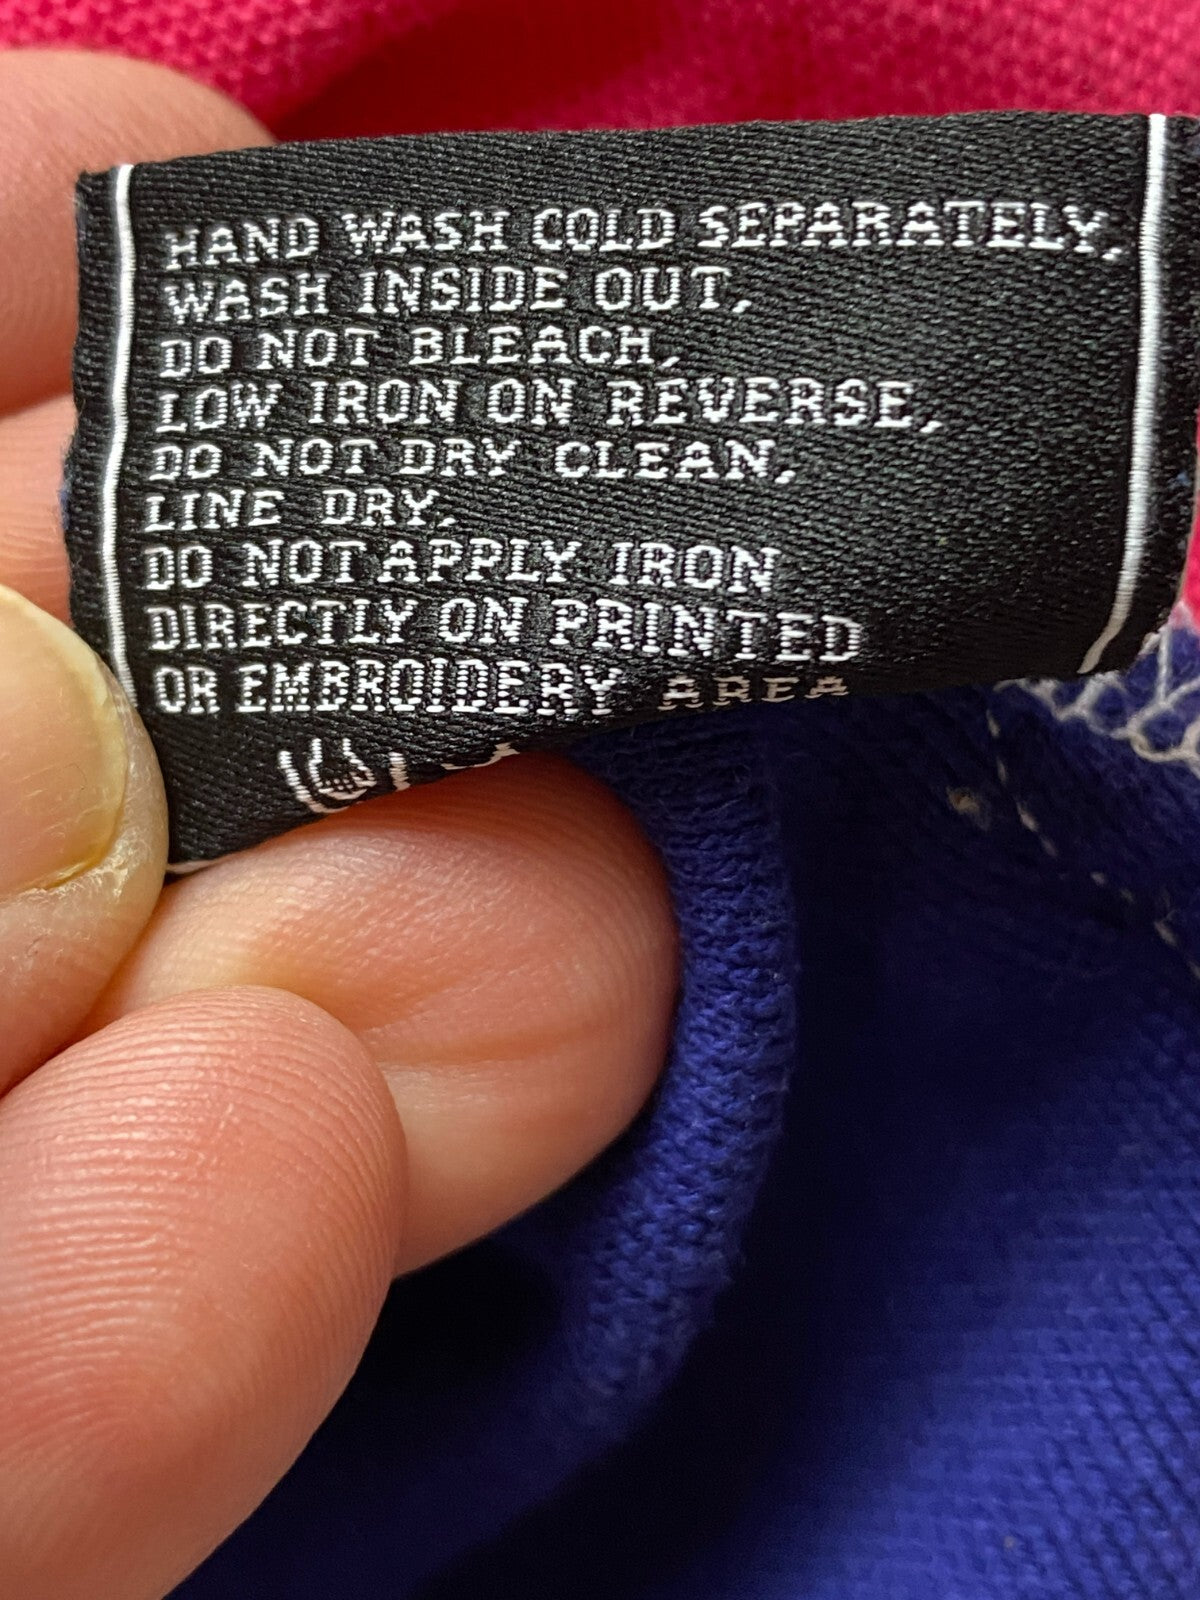 HAND WASH COLD SEPARATELY,
WASH INSIDE OUT,
DO NOT BLEACH,
LOW IRON ON REVERSE,
DO NOT DRY CLEAN,
LINE DRY,
DO NOT APPLY IRON
DIRECTLY ON PRINTED
OR EMBROIDERY AREA